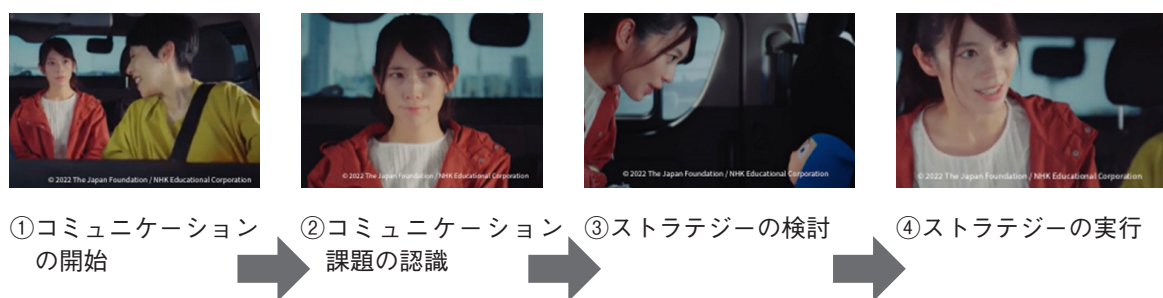 © 2022 The Japan Foundation / NHK Educational Corporation
© 2022 The Japan Foundation / NHK Educational Corporation
© 2022 The Japan Foundation / NHK Educational Corporation
© 2022 The Japan Foundation / NHK Educational Corporation
①コミュニケーション
の開始
②コミュニケーション
課題の認識
③ストラテジーの検討
④ストラテジーの実行